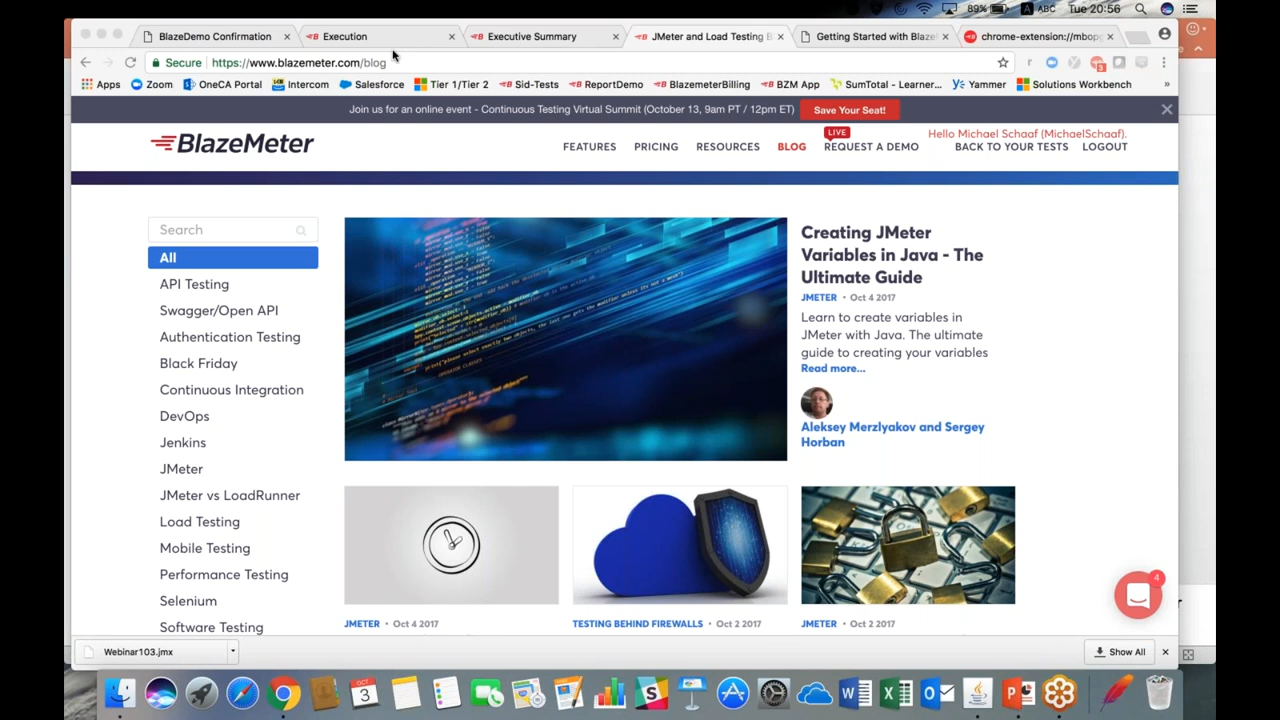 89% A ABC Tue 20:56
BlazeDemo Confirmation Execution Executive Summary JMeter and Load Testing B Getting Started with Blaze chrome-extension://mbop
Secure https://www.blazemeter.com/blog
Apps Zoom OneCA Portal Intercom Salesforce Tier 1/Tier 2 Sid-Tests ReportDemo BlazemeterBilling BZM App SumTotal - Learner... Yammer Solutions Workbench »
Join us for an online event - Continuous Testing Virtual Summit (October 13, 9am PT / 12pm ET) Save Your Seat!
LIVE
Hello Michael Schaaf (MichaelSchaaf).
BlazeMeter FEATURES PRICING RESOURCES BLOG REQUEST A DEMO BACK TO YOUR TESTS LOGOUT
Search
All
API Testing
Swagger/Open API
Authentication Testing
Black Friday
Continuous Integration
DevOps
Jenkins
JMeter
JMeter vs LoadRunner
Load Testing
Mobile Testing
Performance Testing
Selenium
Software Testing
Creating JMeter
Variables in Java - The
Ultimate Guide
JMETER • Oct 4 2017
Learn to create variables in
JMeter with Java. The ultimate
guide to creating your variables
Read more...
Aleksey Merzlyakov and Sergey
Horban
JMETER • Oct 4 2017
TESTING BEHIND FIREWALLS • Oct 2 2017
JMETER • Oct 2 2017
4
Webinar103.jmx
Show All
OCT
3